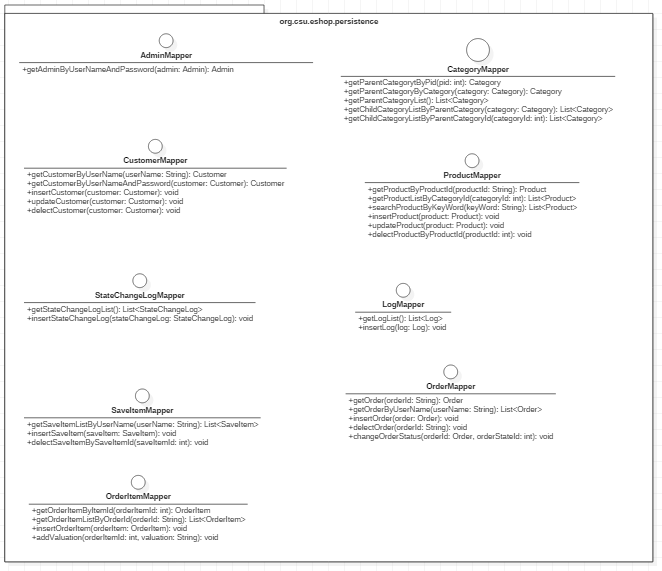 org.csu.eshop.persistence
AdminMapper
+getAdminByUserNameAndPassword(admin: Admin): Admin
CategoryMapper
+getParentCategorytByPid(pid: int): Category
+getParentCategoryByCategory(category: Category): Category
+getParentCategoryList(): List<Category>
+getChildCategoryListByParentCategory(category: Category): List<Category>
+getChildCategoryListByParentCategoryId(categoryId: int): List<Category>
CustomerMapper
+getCustomerByUserName(userName: String): Customer
+getCustomerByUserNameAndPassword(customer: Customer): Customer
+insertCustomer(customer: Customer): void
+updateCustomer(customer: Customer): void
+delectCustomer(customer: Customer): void
ProductMapper
+getProductByProductId(productId: String): Product
+getProductListByCategoryId(categoryId: int): List<Product>
+searchProductByKeyWord(keyWord: String): List<Product>
+insertProduct(product: Product): void
+updateProduct(product: Product): void
+delectProductByProductId(productId: int): void
StateChangeLogMapper
+getStateChangeLogList(): List<StateChangeLog>
+insertStateChangeLog(stateChangeLog: StateChangeLog): void
LogMapper
+getLogList(): List<Log>
+insertLog(log: Log): void
OrderMapper
+getOrder(orderId: String): Order
+getOrderByUserName(userName: String): List<Order>
+insertOrder(order: Order): void
+delectOrder(orderId: String): void
+changeOrderStatus(orderId: Order, orderStateId: int): void
SaveItemMapper
+getSaveItemListByUserName(userName: String): List<SaveItem>
+insertSaveItem(saveItem: SaveItem): void
+delectSaveItemBySaveItemId(saveItemId: int): void
OrderItemMapper
+getOrderItemByItemId(orderItemId: int): OrderItem
+getOrderItemListByOrderId(orderId: String): List<OrderItem>
+insertOrderItem(orderItem: OrderItem): void
+addValuation(orderItemId: int, valuation: String): void